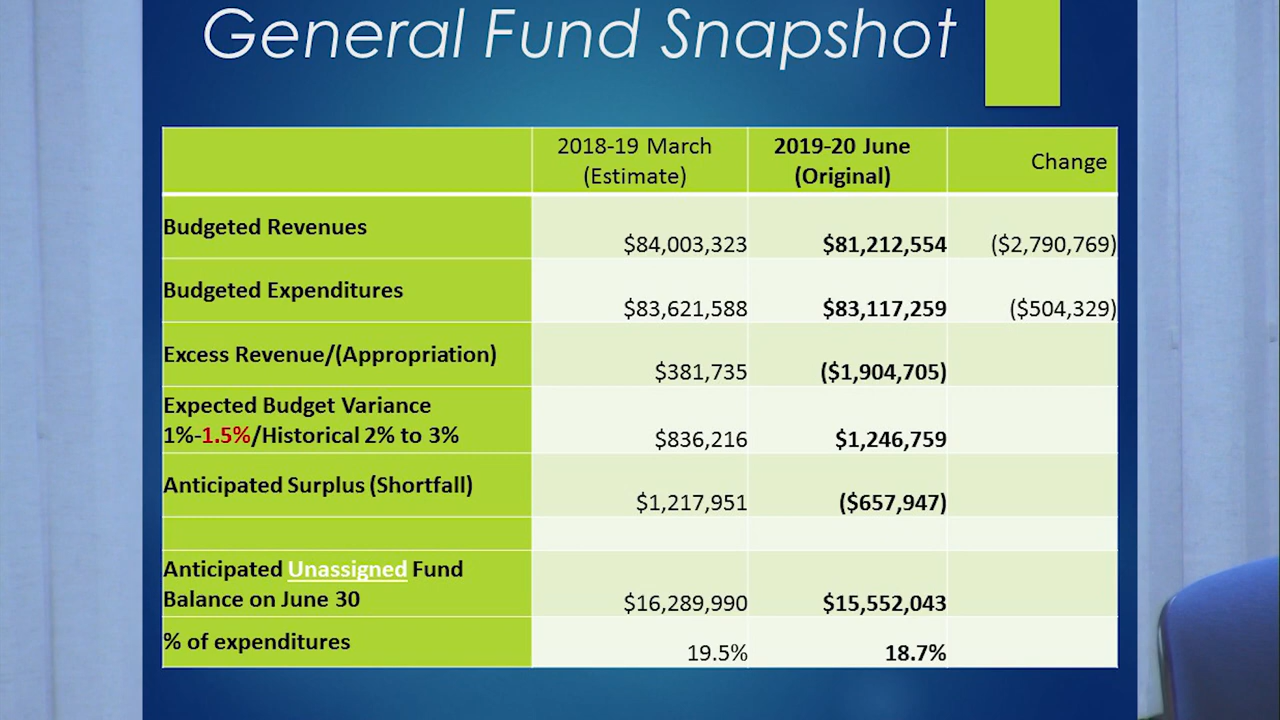 General Fund Snapshot
2018-19 March (Estimate) 2019-20 June (Original) Change
Budgeted Revenues $84,003,323 $81,212,554 ($2,790,769)
Budgeted Expenditures $83,621,588 $83,117,259 ($504,329)
Excess Revenue/(Appropriation) $381,735 ($1,904,705)
Expected Budget Variance
1%-1.5%/Historical 2% to 3% $836,216 $1,246,759
Anticipated Surplus (Shortfall) $1,217,951 ($657,947)
Anticipated Unassigned Fund
Balance on June 30 $16,289,990 $15,552,043
% of expenditures 19.5% 18.7%